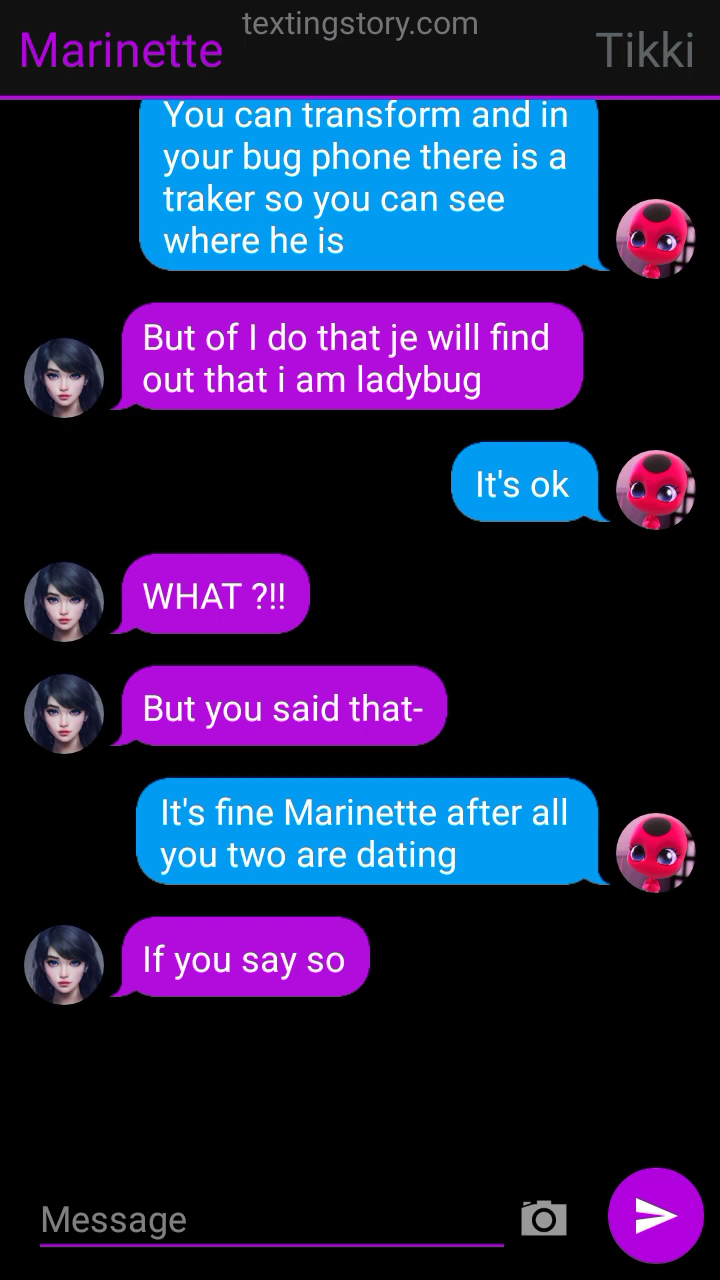 textingstory.com
Marinette
Tikki
You can transform and in
your bug phone there is a
traker so you can see
where he is
But of I do that je will find
out that i am ladybug
It's ok
WHAT ?!!
But you said that-
It's fine Marinette after all
you two are dating
If you say so
Message